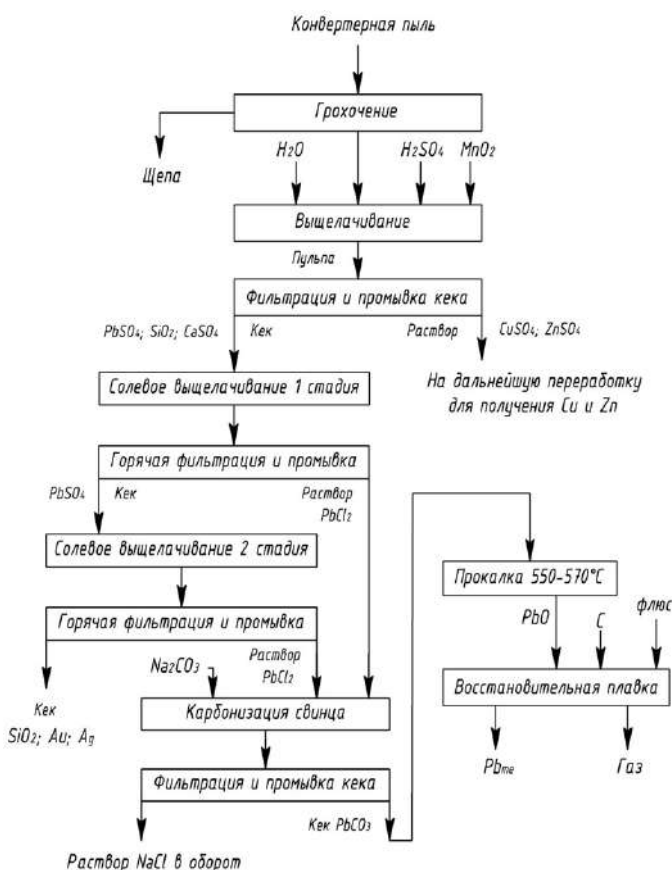 Конвертерная пыль
Грохочение
Щепа
H₂O
H₂SO₄
MnO₂
Выщелачивание
Пульпа
Фильтрация и промывка кека
PbSO₄; SiO₂; CaSO₄
Кек
Раствор
CuSO₄; ZnSO₄
Солевое выщелачивание 1 стадия
На дальнейшую переработку
для получения Cu и Zn
Горячая фильтрация и промывка
PbSO₄
Кек
Раствор
PbCl₂
Солевое выщелачивание 2 стадия
Горячая фильтрация и промывка
Кек
SiO₂; Au; Ag
Na₂CO₃
Раствор
PbCl₂
Карбонизация свинца
Фильтрация и промывка кека
Раствор NaCl в оборот
Кек PbCO₃
Прокалка 550-570°С
PbO
C
флюс
Восстановительная плавка
Pbме
Газ